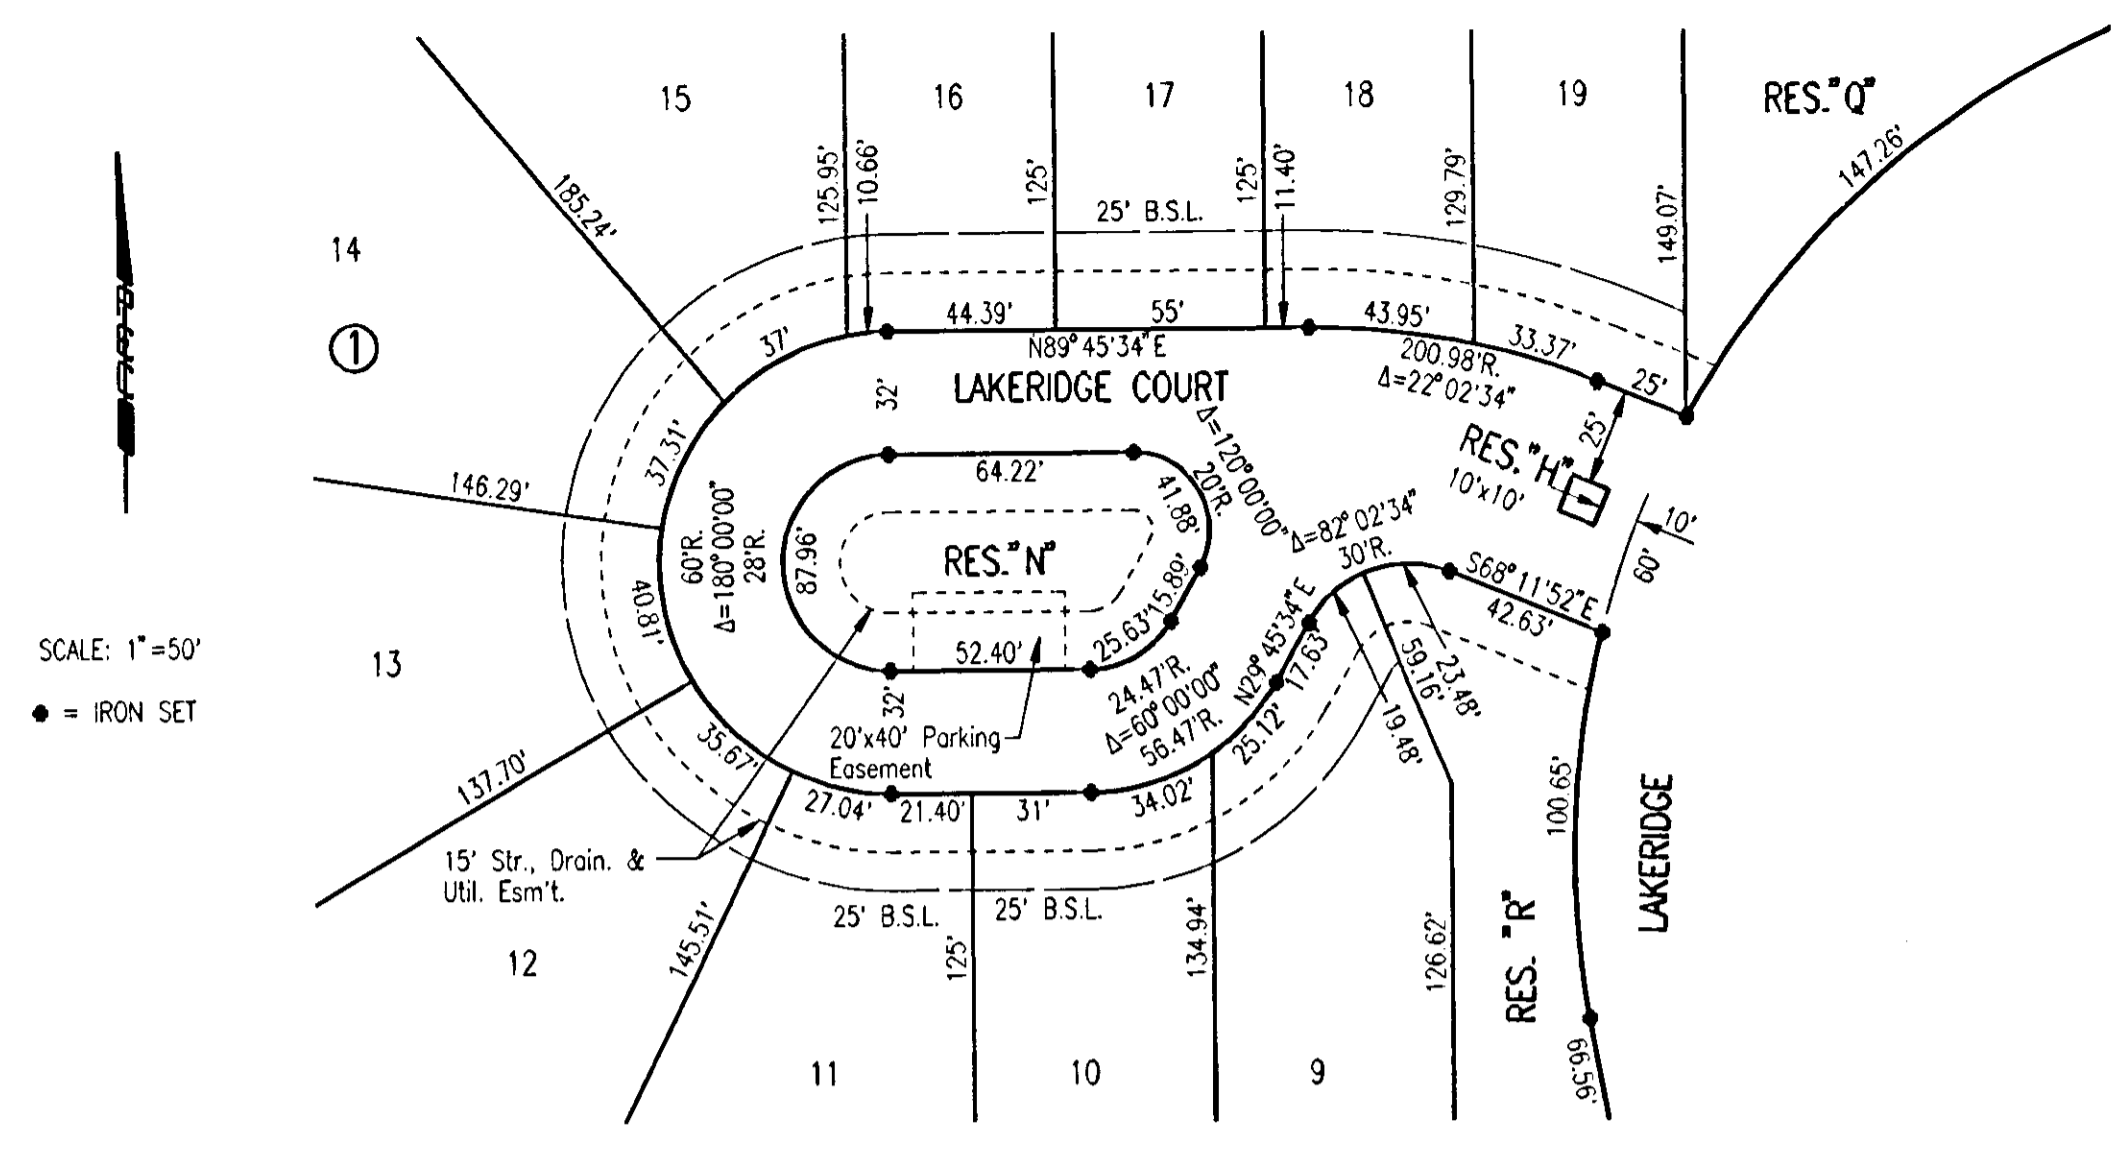 15
16
17
18
19
RES. "Q"
147.26'
185.24'
125.95'
10.66'
125'
125'
11.40'
129.79'
149.07'
25' B.S.L.
14
1
37'
44.39'
55'
43.95'
33.37'
25'
N89°45'34"E
200.98'R.
Δ=22°02'34"
LAKERIDGE COURT
32'
25'
RES. "H"
10'x10'
37.31'
146.29'
64.22'
Δ=120°00'00"
20'R.
41.88'
Δ=82°02'34"
30'R.
10'
60'
60'R.
Δ=180°00'00"
28'R.
87.96'
RES. "N"
15.89'
S68°11'52"E
42.63'
40.81'
SCALE: 1"=50'
= IRON SET
13
52.40'
25.63'
N29°45'34"E
17.63'
59.16'
23.48'
19.48'
24.47'R.
Δ=60°00'00"
56.47'R.
32'
20'x40' Parking
Easement
35.67'
25.12'
137.70'
27.04'
21.40'
31'
34.02'
100.65'
LAKERIDGE
15' Str., Drain. &
Util. Esm't.
25' B.S.L.
25' B.S.L.
145.51'
125'
134.94'
126.62'
RES. "R"
12
11
10
9
66.56'